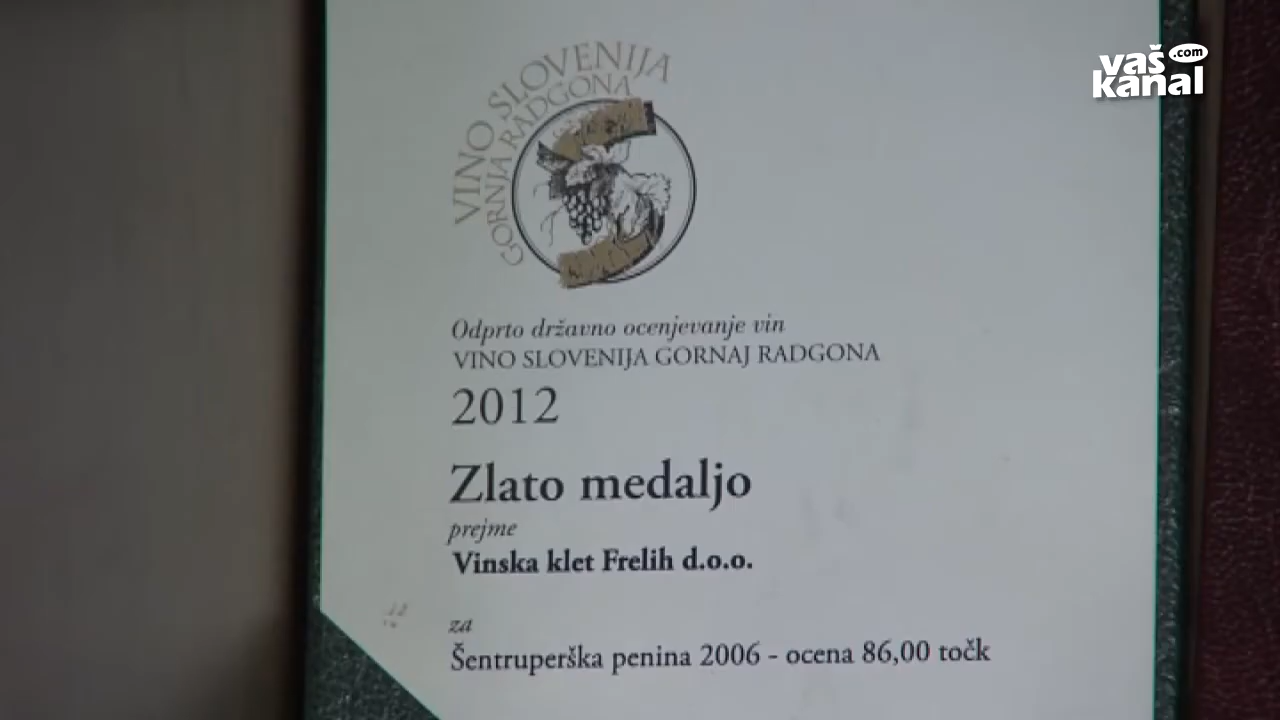 vaš .com
kanal
VINO SLOVENIJA
GORNJA RADGONA
Odprto državno ocenjevanje vin
VINO SLOVENIJA GORNAJ RADGONA
2012
Zlato medaljo
prejme
Vinska klet Frelih d.o.o.
za
Šentruperška penina 2006 - ocena 86,00 točk